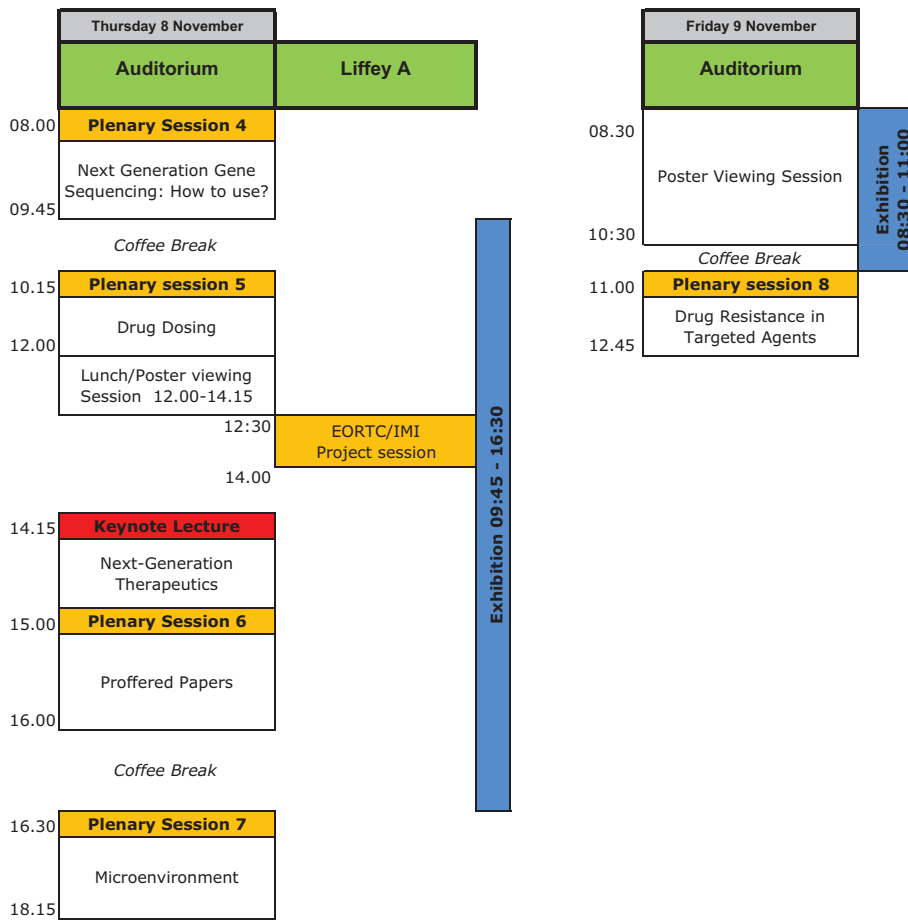 Thursday 8 November
Auditorium
Liffey A
08.00
Plenary Session 4
Next Generation Gene
Sequencing: How to use?
09.45
Coffee Break
10.15
Plenary session 5
Drug Dosing
12.00
Lunch/Poster viewing
Session 12.00-14.15
12:30
EORTC/IMI
Project session
14.00
14.15
Keynote Lecture
Next-Generation
Therapeutics
15.00
Plenary Session 6
Proffered Papers
16.00
Coffee Break
16.30
Plenary Session 7
Microenvironment
18.15
Exhibition 09:45 - 16:30
Friday 9 November
Auditorium
08.30
Poster Viewing Session
10:30
Coffee Break
11.00
Plenary session 8
Drug Resistance in
Targeted Agents
12.45
Exhibition
08:30 - 11:00